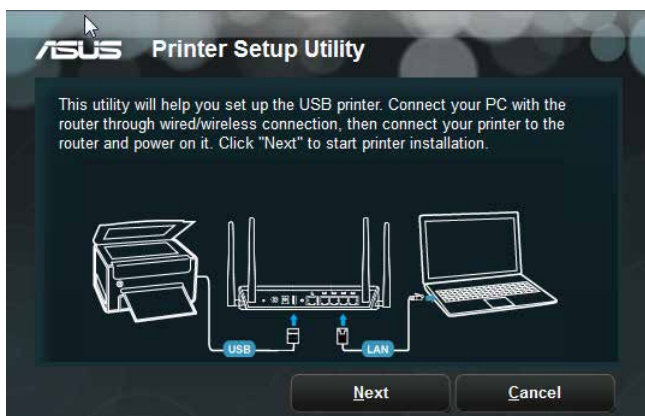 ASUS Printer Setup Utility
This utility will help you set up the USB printer. Connect your PC with the
router through wired/wireless connection, then connect your printer to the
router and power on it. Click "Next" to start printer installation.
USB
LAN
Next
Cancel